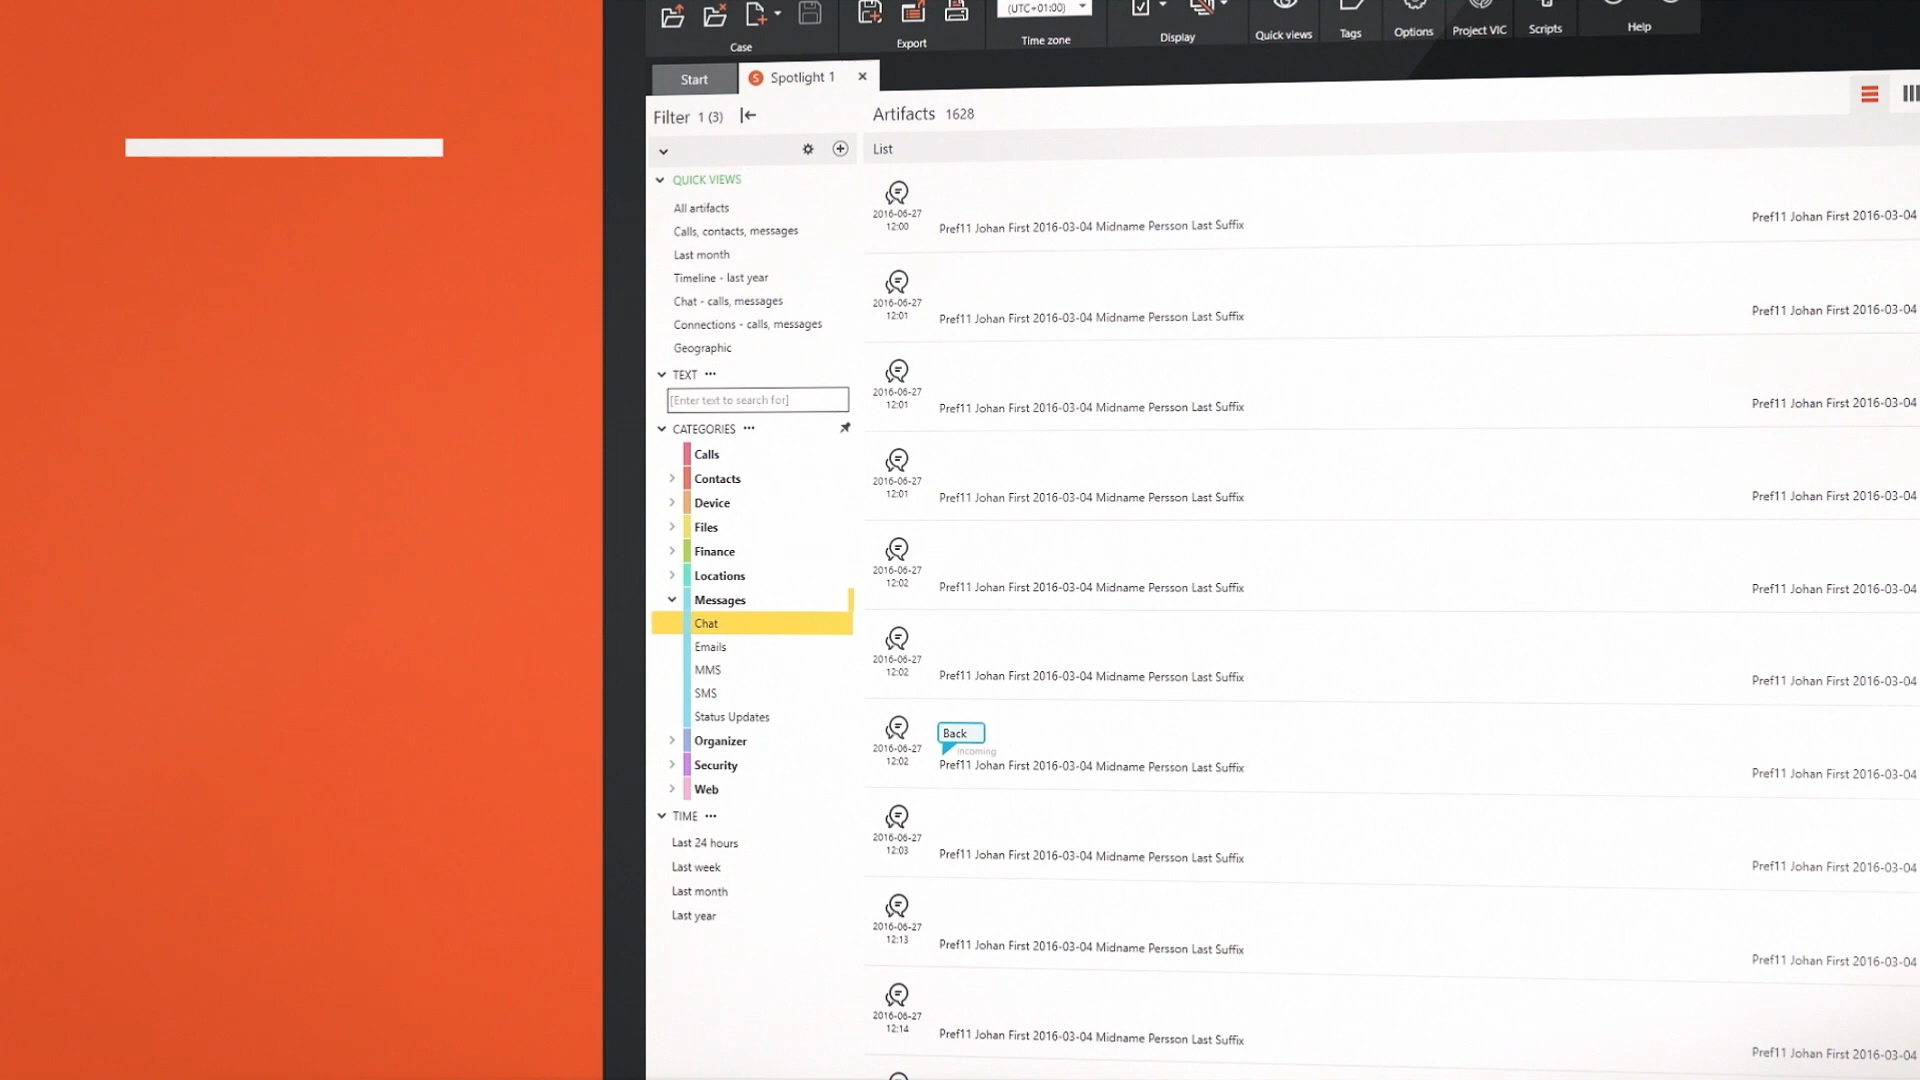 (UTC+01:00)
Case
Export
Time zone
Display
Quick views
Tags
Options
Project VIC
Scripts
Help
Start
S Spotlight 1
Filter 1 (3)
Artifacts 1628
List
QUICK VIEWS
All artifacts
Calls, contacts, messages
Last month
Timeline - last year
Chat - calls, messages
Connections - calls, messages
Geographic
TEXT
[Enter text to search for]
CATEGORIES
Calls
Contacts
Device
Files
Finance
Locations
Messages
Chat
Emails
MMS
SMS
Status Updates
Organizer
Security
Web
TIME
Last 24 hours
Last week
Last month
Last year
2016-06-27
12:00
Pref11 Johan First 2016-03-04 Midname Persson Last Suffix
Pref11 Johan First 2016-03-04
2016-06-27
12:01
Pref11 Johan First 2016-03-04 Midname Persson Last Suffix
Pref11 Johan First 2016-03-04
2016-06-27
12:01
Pref11 Johan First 2016-03-04 Midname Persson Last Suffix
Pref11 Johan First 2016-03-04
2016-06-27
12:01
Pref11 Johan First 2016-03-04 Midname Persson Last Suffix
Pref11 Johan First 2016-03-04
2016-06-27
12:02
Pref11 Johan First 2016-03-04 Midname Persson Last Suffix
Pref11 Johan First 2016-03-04
2016-06-27
12:02
Pref11 Johan First 2016-03-04 Midname Persson Last Suffix
Pref11 Johan First 2016-03-04
2016-06-27
12:02
Back
Incoming
Pref11 Johan First 2016-03-04 Midname Persson Last Suffix
Pref11 Johan First 2016-03-04
2016-06-27
12:03
Pref11 Johan First 2016-03-04 Midname Persson Last Suffix
Pref11 Johan First 2016-03-04
2016-06-27
12:13
Pref11 Johan First 2016-03-04 Midname Persson Last Suffix
Pref11 Johan First 2016-03-04
2016-06-27
12:14
Pref11 Johan First 2016-03-04 Midname Persson Last Suffix
Pref11 Johan First 2016-03-04